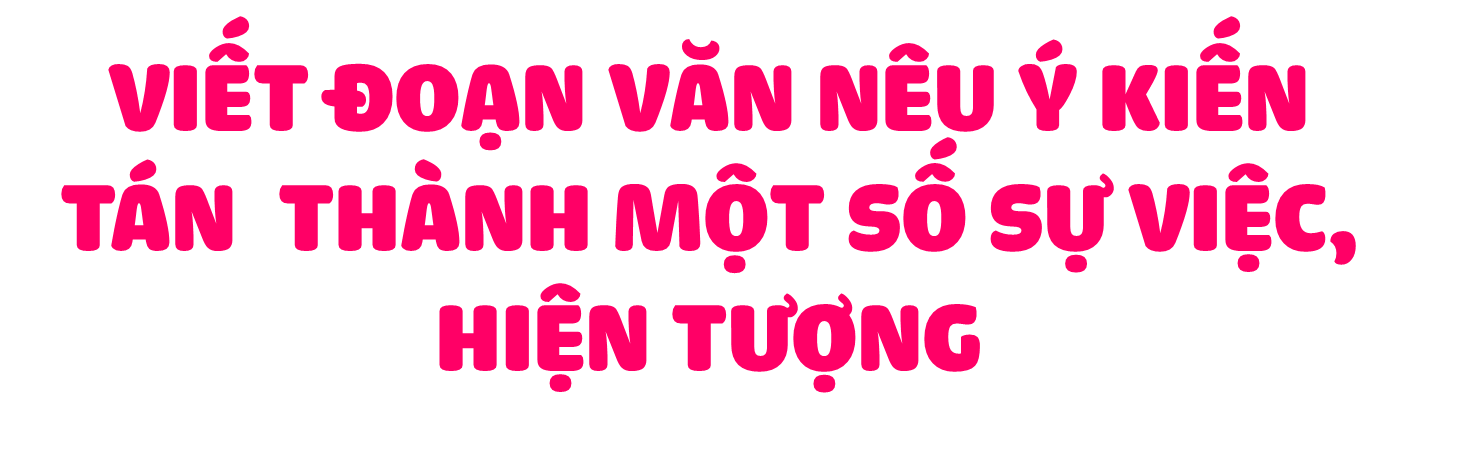 VIẾT ĐOẠN VĂN NÊU Ý KIẾN
TÁN THÀNH MỘT SỐ SỰ VIỆC,
HIỆN TƯỢNG